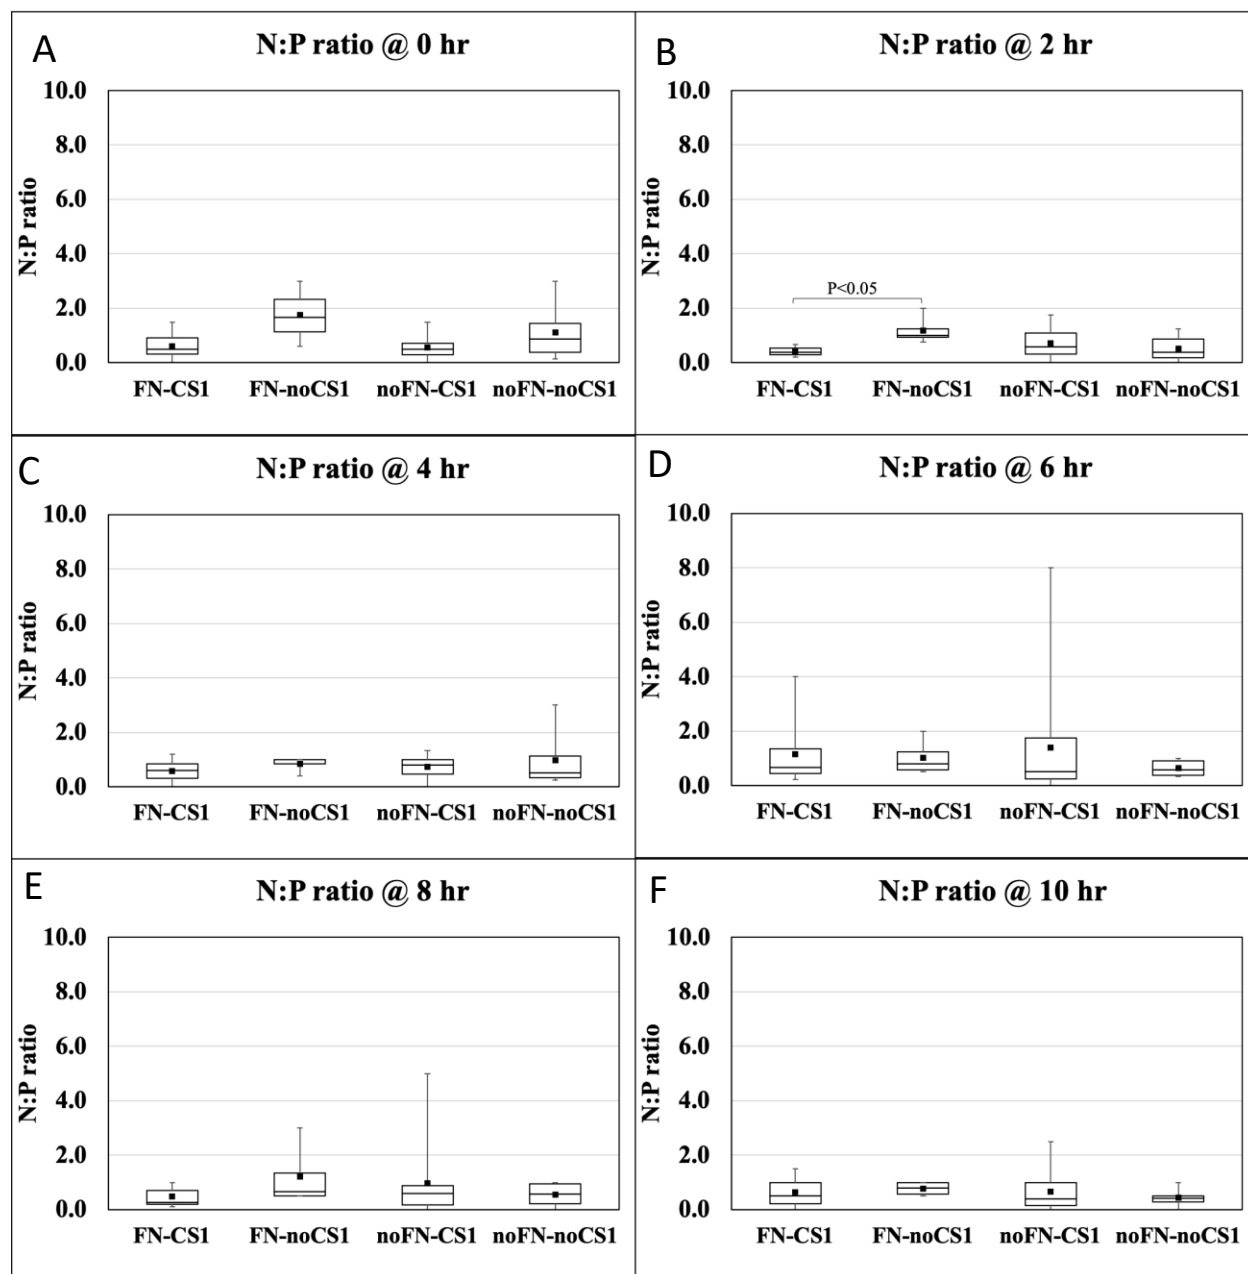 A
N:P ratio @ 0 hr
10.0
8.0
6.0
4.0
2.0
0.0
N:P ratio
FN-CS1 FN-noCS1 noFN-CS1 noFN-noCS1
B
N:P ratio @ 2 hr
10.0
8.0
6.0
4.0
2.0
0.0
N:P ratio
P<0.05
FN-CS1 FN-noCS1 noFN-CS1 noFN-noCS1
C
N:P ratio @ 4 hr
10.0
8.0
6.0
4.0
2.0
0.0
N:P ratio
FN-CS1 FN-noCS1 noFN-CS1 noFN-noCS1
D
N:P ratio @ 6 hr
10.0
8.0
6.0
4.0
2.0
0.0
N:P ratio
FN-CS1 FN-noCS1 noFN-CS1 noFN-noCS1
E
N:P ratio @ 8 hr
10.0
8.0
6.0
4.0
2.0
0.0
N:P ratio
FN-CS1 FN-noCS1 noFN-CS1 noFN-noCS1
F
N:P ratio @ 10 hr
10.0
8.0
6.0
4.0
2.0
0.0
N:P ratio
FN-CS1 FN-noCS1 noFN-CS1 noFN-noCS1